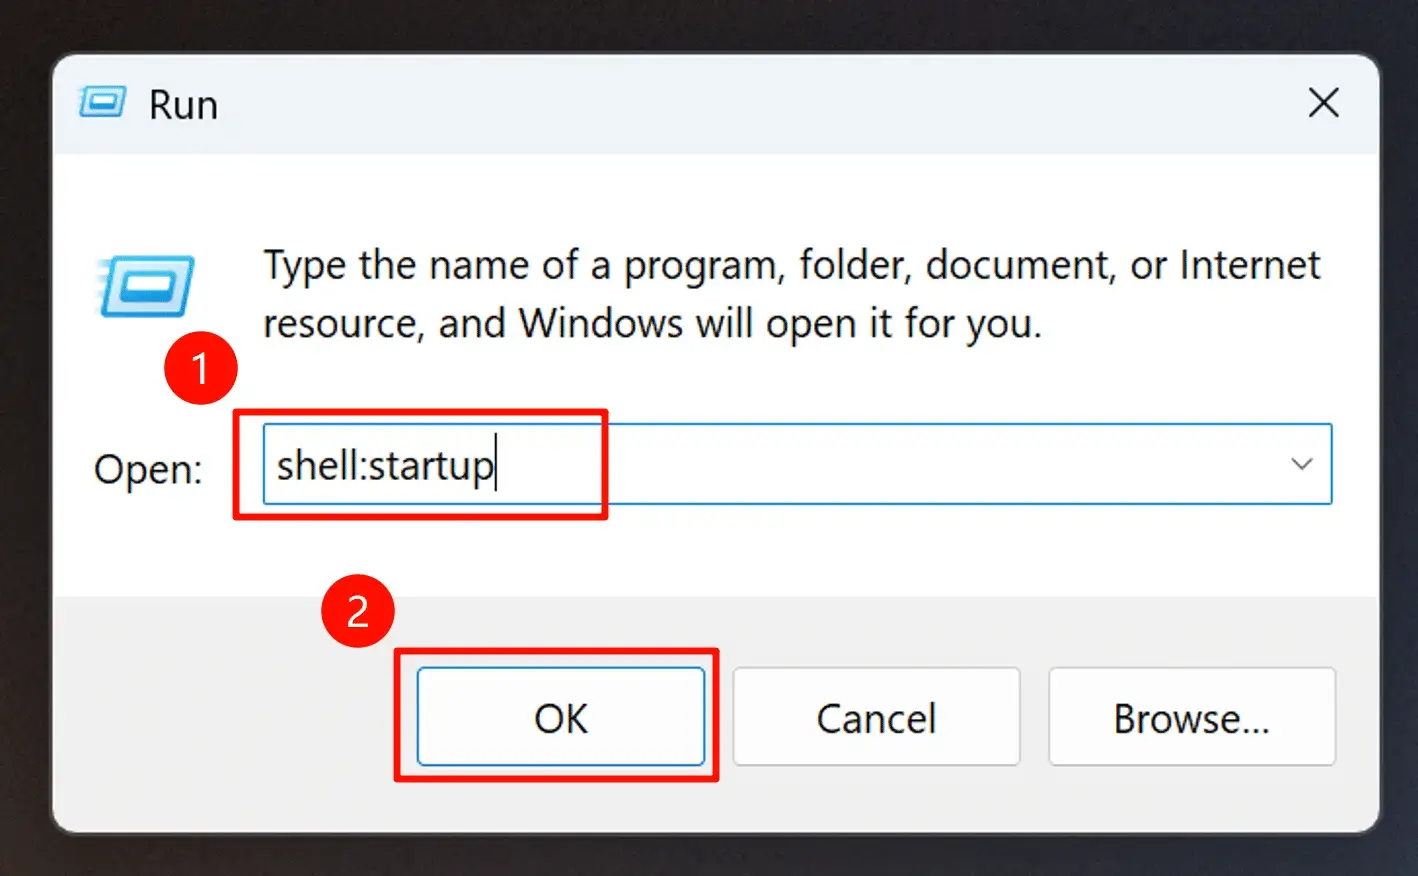 Run
Type the name of a program, folder, document, or Internet
resource, and Windows will open it for you.
1
Open: shell:startup
2
OK Cancel Browse...